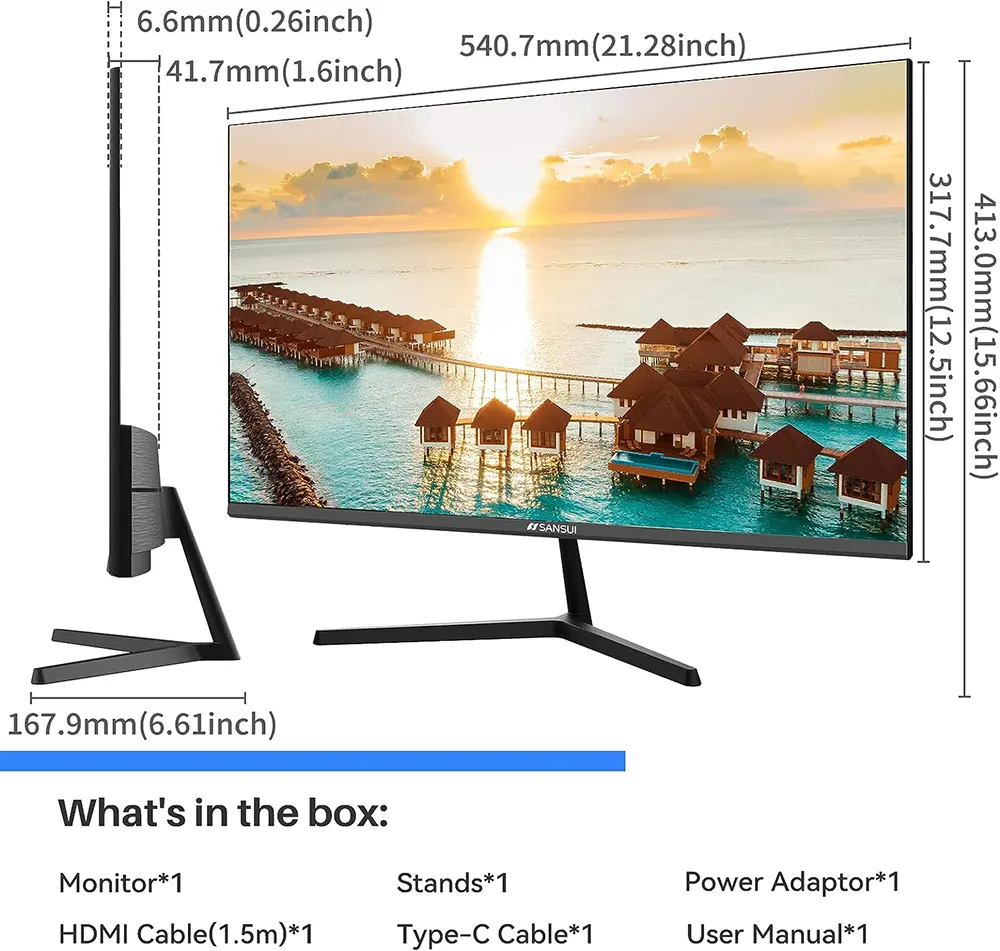 6.6mm(0.26inch)
540.7mm(21.28inch)
41.7mm(1.6inch)
317.7mm(12.5inch)
413.0mm(15.66inch)
SANSUI
167.9mm(6.61inch)
What's in the box:
Monitor*1 Stands*1 Power Adaptor*1
HDMI Cable(1.5m)*1 Type-C Cable*1 User Manual*1